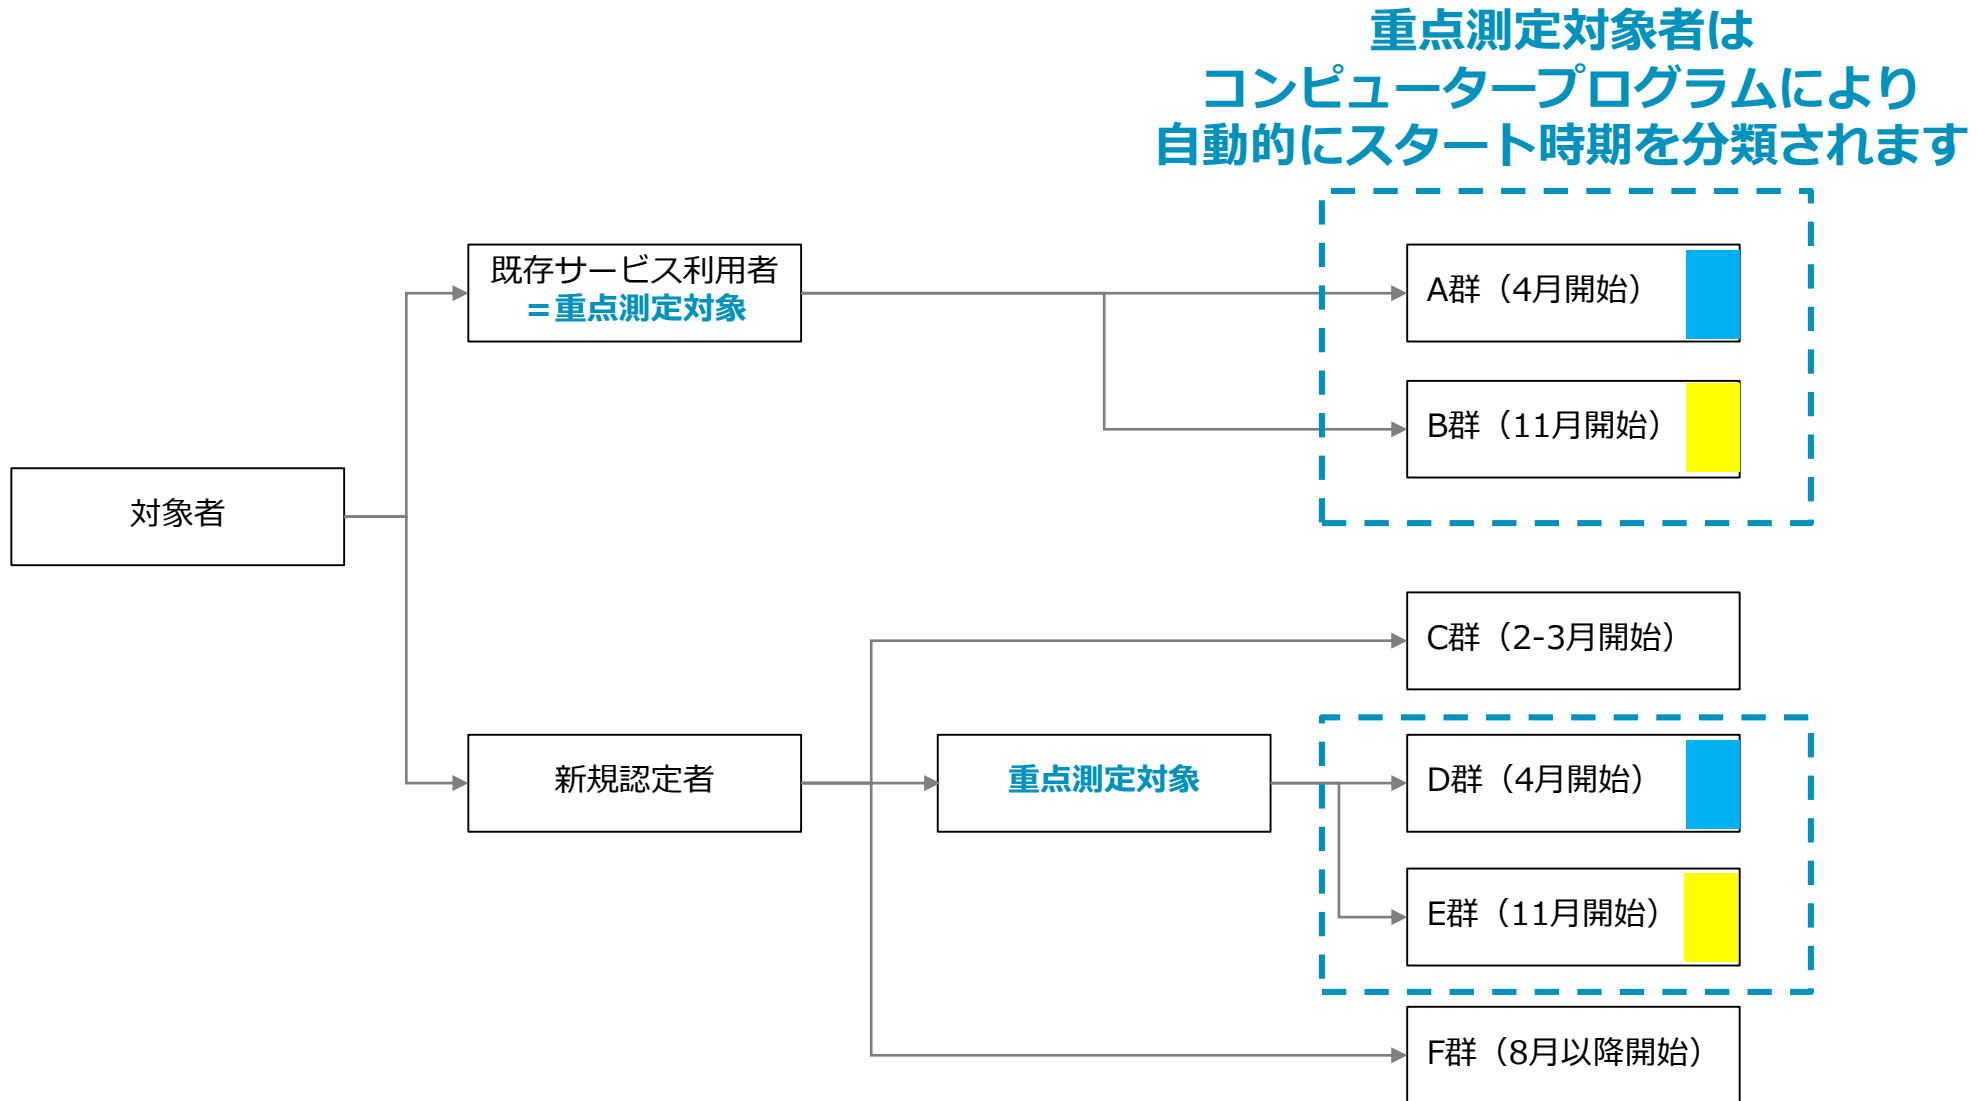 重点測定対象者は
コンピュータープログラムにより
自動的にスタート時期を分類されます
既存サービス利用者
=重点測定対象
A群（4月開始）
B群（11月開始）
対象者
C群（2-3月開始）
新規認定者
重点測定対象
D群（4月開始）
E群（11月開始）
F群（8月以降開始）